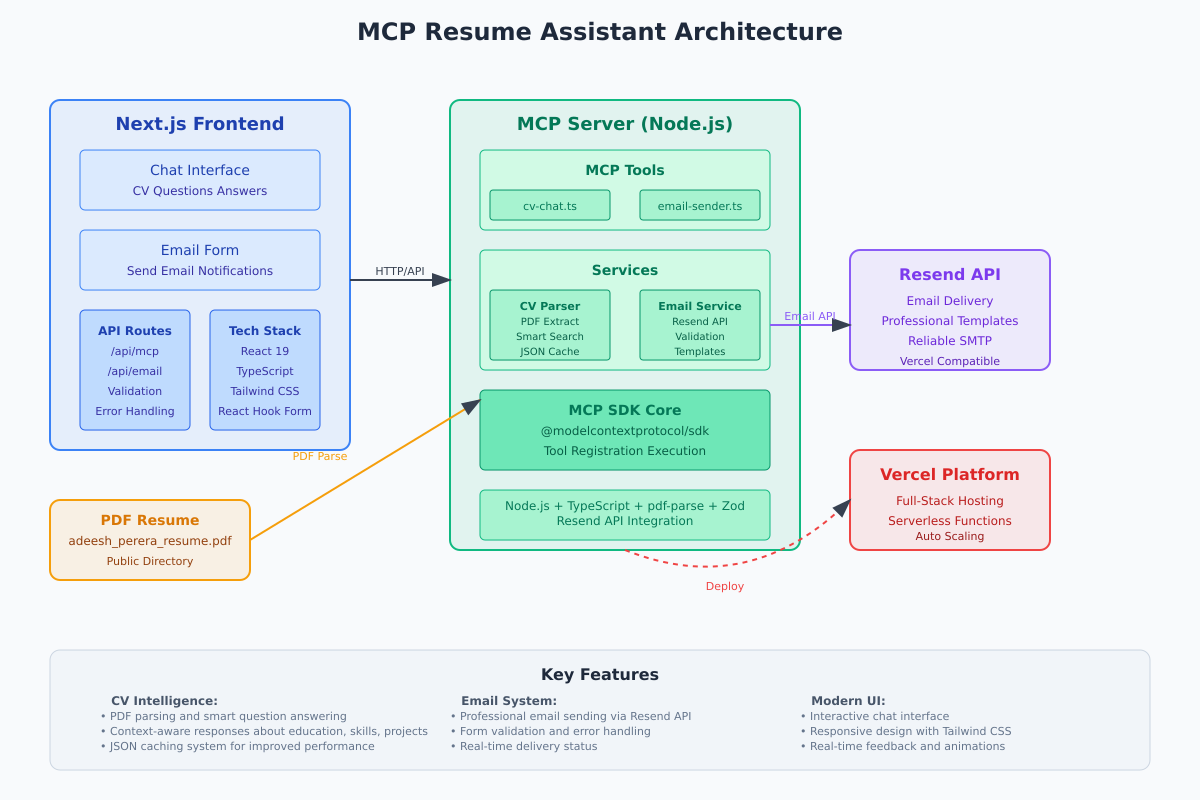 MCP Resume Assistant Architecture
Next.js Frontend
Chat Interface
CV Questions Answers
Email Form
Send Email Notifications
API Routes
/api/mcp
/api/email
Validation
Error Handling
Tech Stack
React 19
TypeScript
Tailwind CSS
React Hook Form
HTTP/API
MCP Server (Node.js)
MCP Tools
cv-chat.ts
email-sender.ts
Services
CV Parser
PDF Extract
Smart Search
JSON Cache
Email Service
Resend API
Validation
Templates
MCP SDK Core
@modelcontextprotocol/sdk
Tool Registration Execution
Node.js + TypeScript + pdf-parse + Zod
Resend API Integration
Email API
Resend API
Email Delivery
Professional Templates
Reliable SMTP
Vercel Compatible
PDF Parse
PDF Resume
adeesh_perera_resume.pdf
Public Directory
Vercel Platform
Full-Stack Hosting
Serverless Functions
Auto Scaling
Deploy
Key Features
CV Intelligence:
• PDF parsing and smart question answering
• Context-aware responses about education, skills, projects
• JSON caching system for improved performance
Email System:
• Professional email sending via Resend API
• Form validation and error handling
• Real-time delivery status
Modern UI:
• Interactive chat interface
• Responsive design with Tailwind CSS
• Real-time feedback and animations